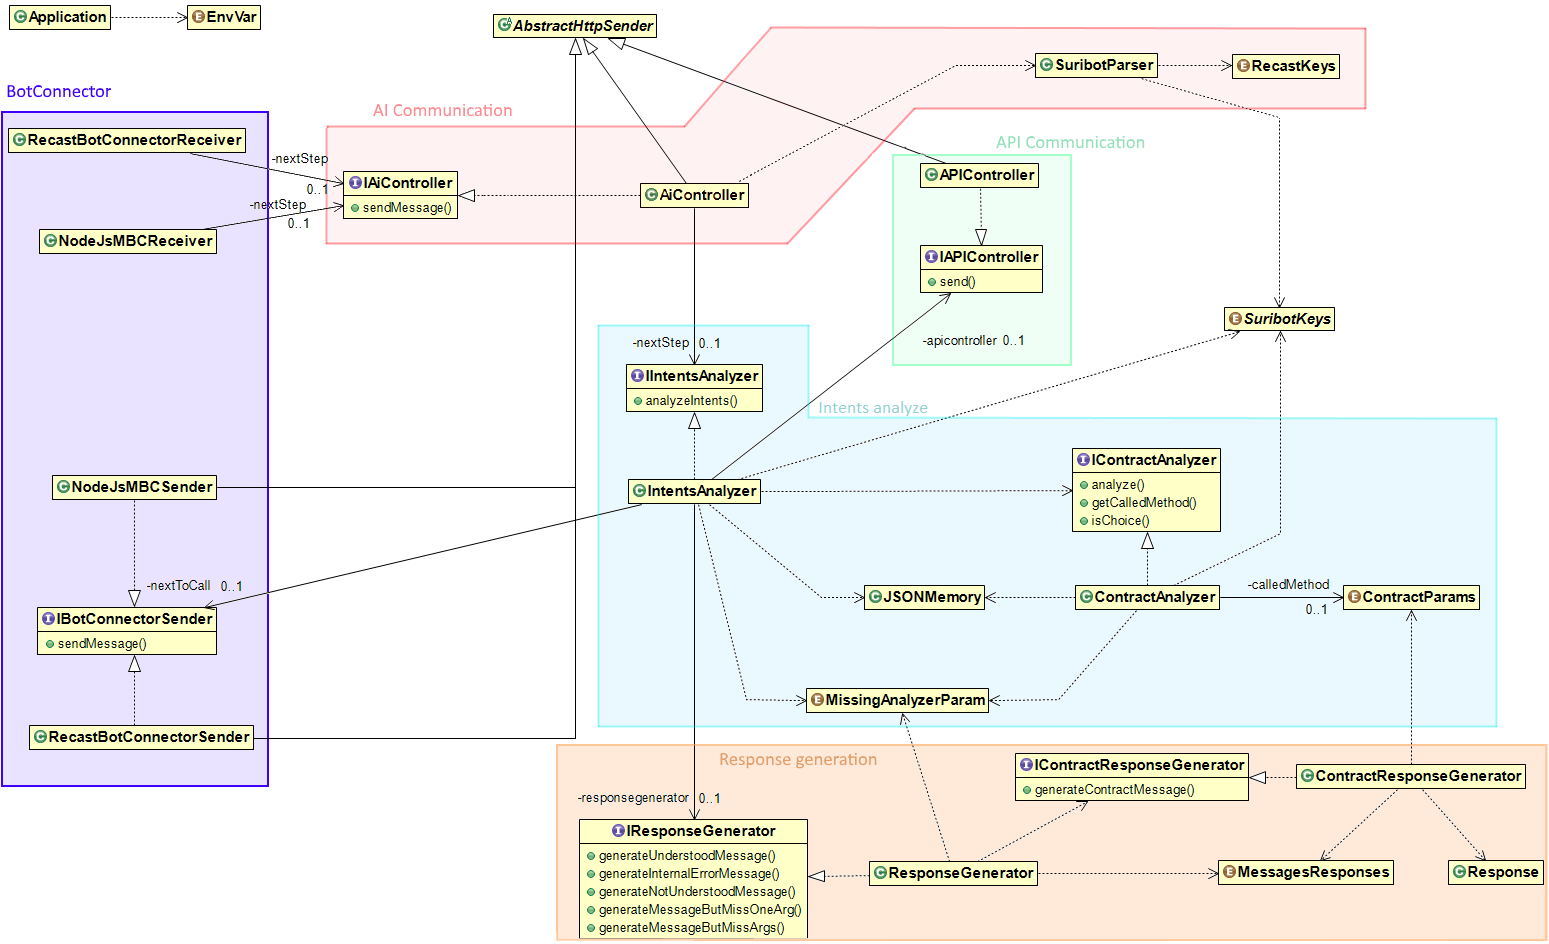 Application
EnvVar
AbstractHttpSender
SuribotParser
RecastKeys
BotConnector
AI Communication
RecastBotConnectorReceiver
API Communication
-nextStep
0..1
IAiController
sendMessage()
AiController
APIController
-nextStep
0..1
NodeJsMBCReceiver
IAPIController
send()
SuribotKeys
-nextStep 0..1
-apicontroller 0..1
IIntentsAnalyzer
analyzeIntents()
Intents analyze
IContractAnalyzer
analyze()
getCalledMethod()
isChoice()
NodeJsMBCSender
IntentsAnalyzer
-nextToCall 0..1
-calledMethod
0..1
JSONMemory
ContractAnalyzer
ContractParams
IBotConnectorSender
sendMessage()
MissingAnalyzerParam
RecastBotConnectorSender
Response generation
IContractResponseGenerator
generateContractMessage()
ContractResponseGenerator
-responsegenerator 0..1
IResponseGenerator
generateUnderstoodMessage()
generateInternalErrorMessage()
generateNotUnderstoodMessage()
generateMessageButMissOneArg()
generateMessageButMissArgs()
ResponseGenerator
MessagesResponses
Response